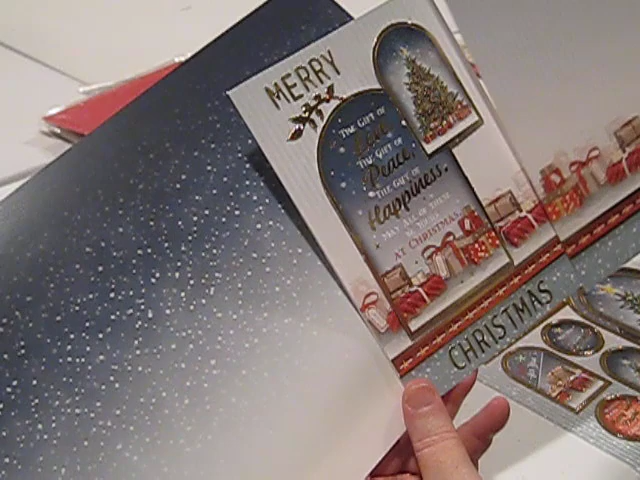 MERRY
THE GIFT OF
Love
THE GIFT OF
Peace,
THE GIFT OF
Happiness.
MAY ALL OF THESE
BE YOURS
AT CHRISTMAS...
CHRISTMAS